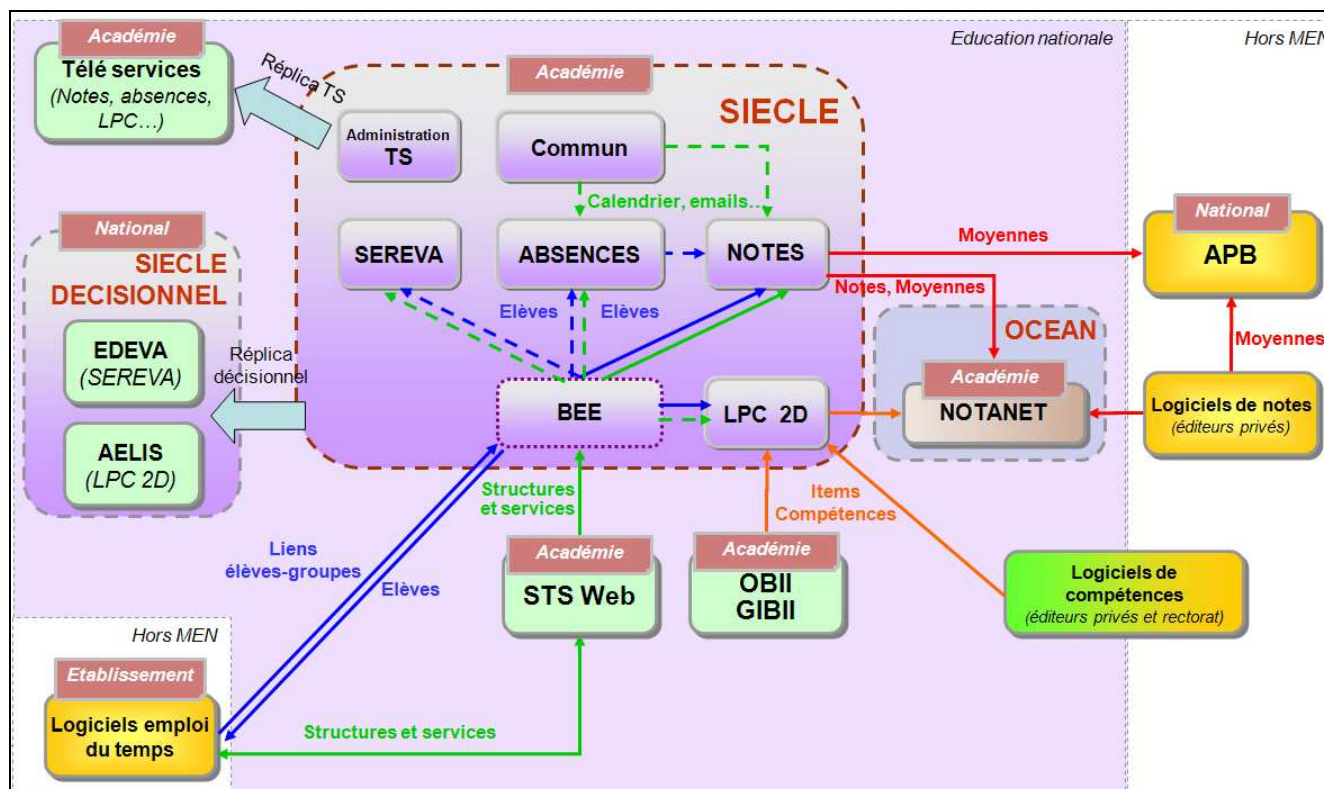 Académie
Télé services
(Notes, absences,
LPC…)
Réplica TS
Education nationale
Hors MEN
Académie
SIECLE
Administration
TS
Commun
Calendrier, emails…
National
SIECLE
DECISIONNEL
EDEVA
(SEREVA)
AELIS
(LPC 2D)
Réplica
décisionnel
SEREVA
ABSENCES
NOTES
Elèves
Elèves
BEE
LPC 2D
Moyennes
Notes, Moyennes
National
APB
Moyennes
OCEAN
Académie
NOTANET
Logiciels de notes
(éditeurs privés)
Structures
et services
Items
Compétences
Liens
élèves-groupes
Elèves
Académie
STS Web
Académie
OBII
GIBII
Logiciels de
compétences
(éditeurs privés et rectorat)
Hors MEN
Etablissement
Logiciels emploi
du temps
Structures et services